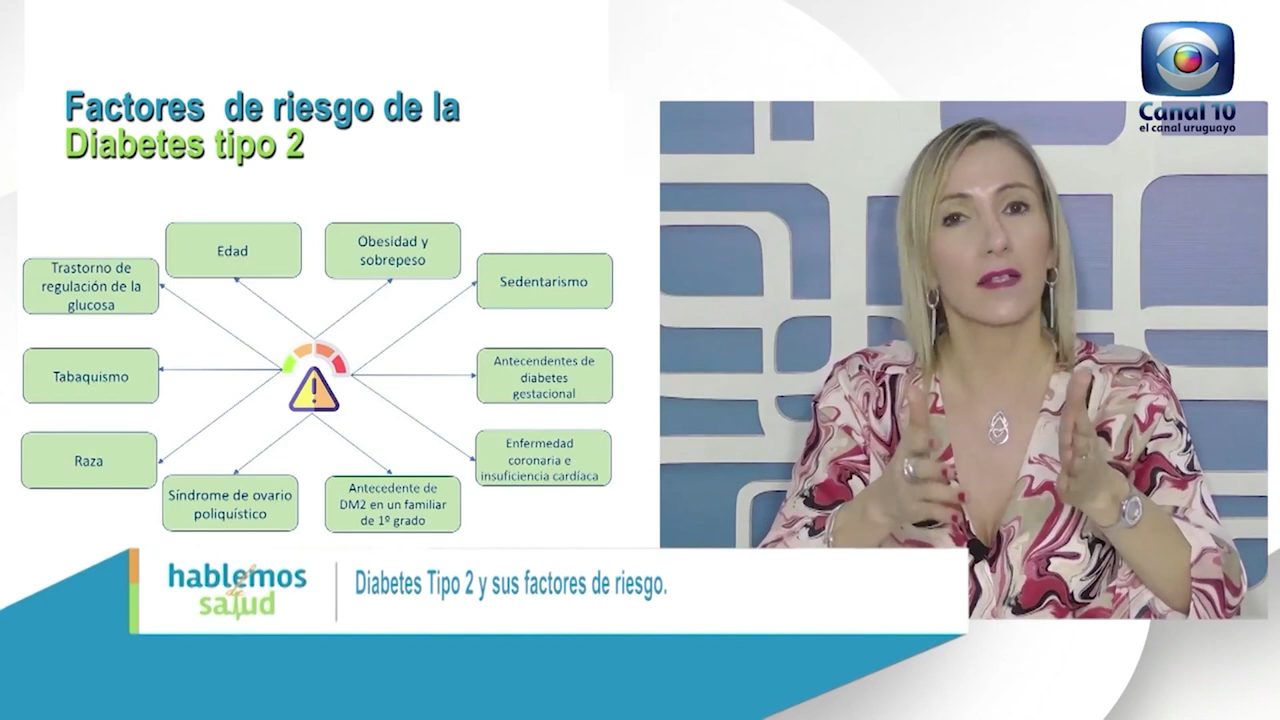 Canal 10
el canal uruguayo
Factores de riesgo de la
Diabetes tipo 2
Edad
Obesidad y
sobrepeso
Trastorno de
regulación de la
glucosa
Sedentarismo
Tabaquismo
Antecendentes de
diabetes
gestacional
Raza
Enfermedad
coronaria e
insuficiencia cardíaca
Síndrome de ovario
poliquístico
Antecedente de
DM2 en un familiar
de 1º grado
hablemos
de
salud
Diabetes Tipo 2 y sus factores de riesgo.